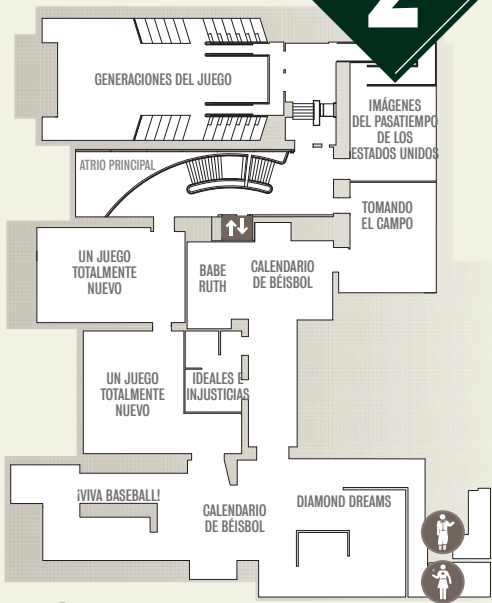 2
GENERACIONES DEL JUEGO
IMÁGENES
DEL PASATIEMPO
DE LOS
ESTADOS UNIDOS
ATRIO PRINCIPAL
TOMANDO
EL CAMPO
UN JUEGO
TOTALMENTE
NUEVO
BABE
RUTH
CALENDARIO
DE BÉISBOL
UN JUEGO
TOTALMENTE
NUEVO
IDEALES E
INJUSTICIAS
¡VIVA BASEBALL!
CALENDARIO
DE BÉISBOL
DIAMOND DREAMS